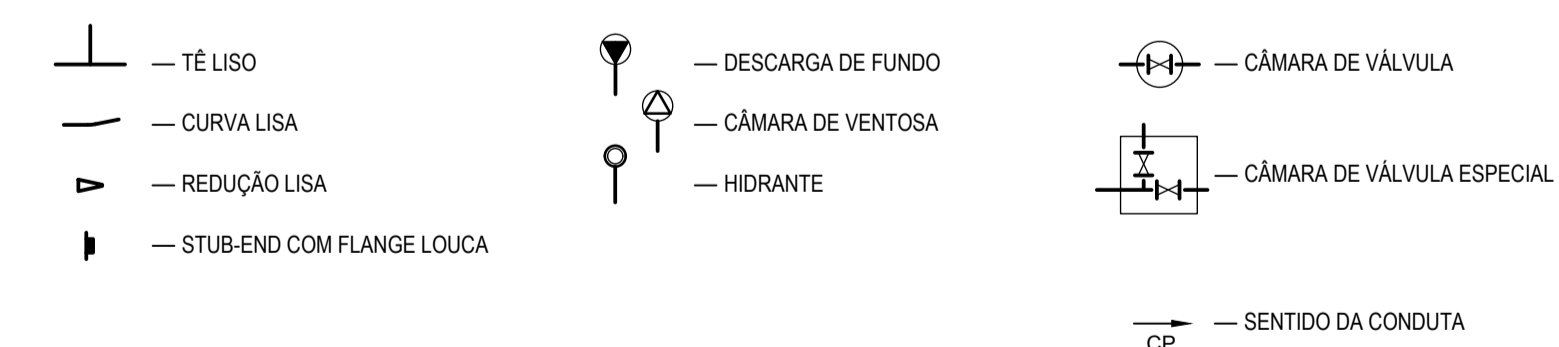 — TÊ LISO
— CURVA LISA
— REDUÇÃO LISA
— STUB-END COM FLANGE LOUCA
— DESCARGA DE FUNDO
— CÂMARA DE VENTOSA
— HIDRANTE
— CÂMARA DE VÁLVULA
— CÂMARA DE VÁLVULA ESPECIAL
— SENTIDO DA CONDUTA
CP